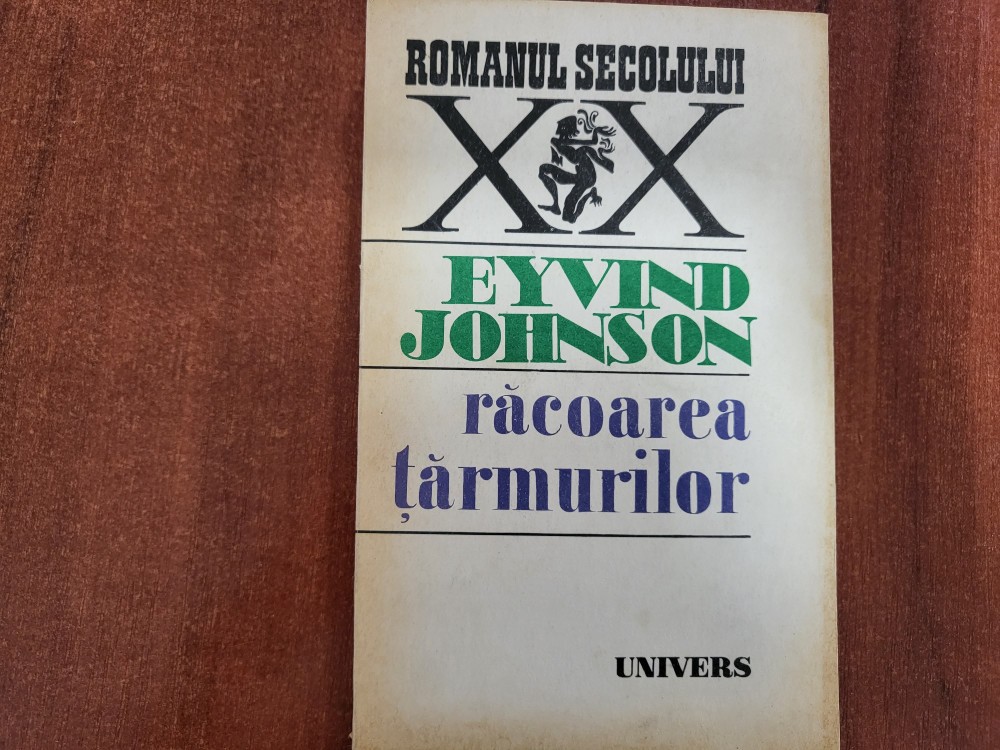 ROMANUL SECOLULUI
XX
EYVIND
JOHNSON
răcoarea
țărmurilor
UNIVERS